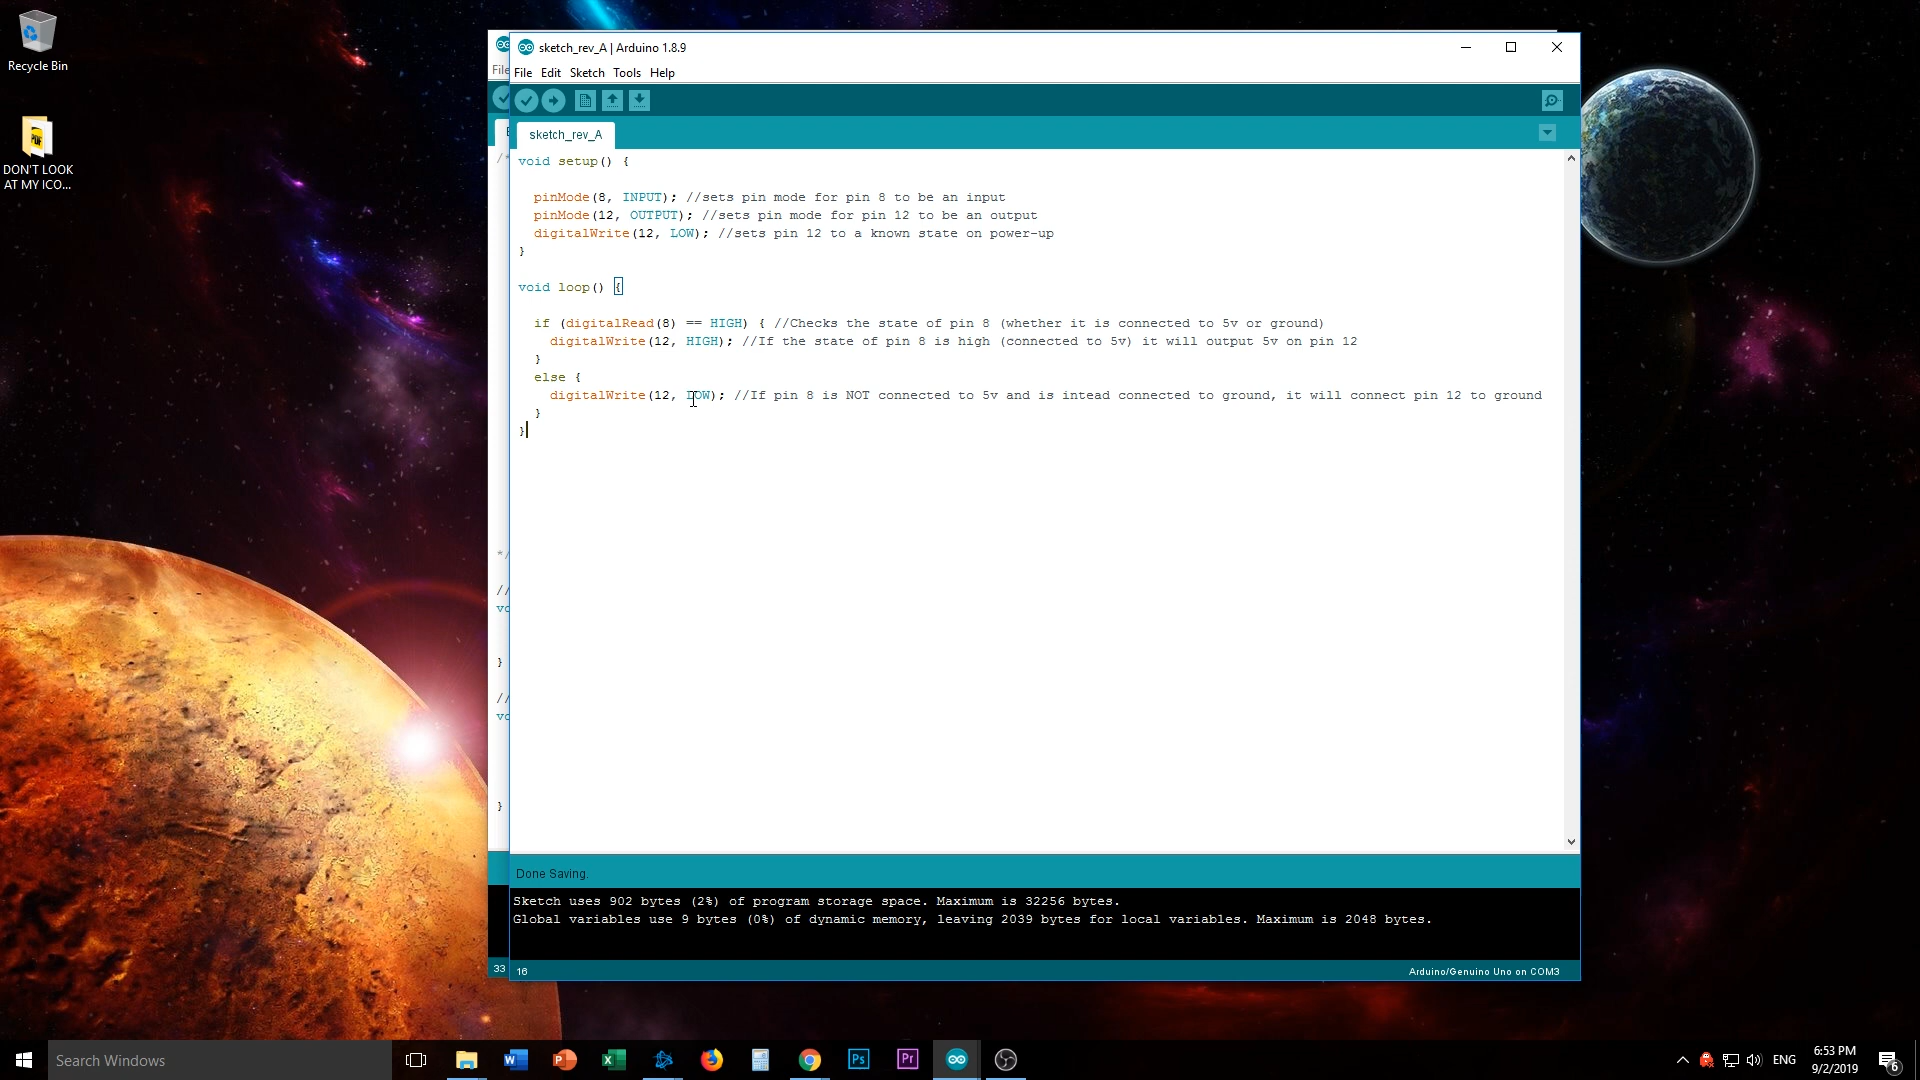 Recycle Bin
DON'T LOOK
AT MY ICO...
sketch_rev_A | Arduino 1.8.9
File
File Edit Sketch Tools Help
sketch_rev_A
/*
void setup() {
pinMode(8, INPUT); //sets pin mode for pin 8 to be an input
pinMode(12, OUTPUT); //sets pin mode for pin 12 to be an output
digitalWrite(12, LOW); //sets pin 12 to a known state on power-up
}
void loop() {
if (digitalRead(8) == HIGH) { //Checks the state of pin 8 (whether it is connected to 5v or ground)
digitalWrite(12, HIGH); //If the state of pin 8 is high (connected to 5v) it will output 5v on pin 12
}
else {
digitalWrite(12, LOW); //If pin 8 is NOT connected to 5v and is intead connected to ground, it will connect pin 12 to ground
}
}
*/
//
vo
}
//
vo
}
Done Saving.
Sketch uses 902 bytes (2%) of program storage space. Maximum is 32256 bytes.
Global variables use 9 bytes (0%) of dynamic memory, leaving 2039 bytes for local variables. Maximum is 2048 bytes.
33
16
Arduino/Genuino Uno on COM3
Search Windows
Ps
Pr
ENG
6:53 PM
9/2/2019
6